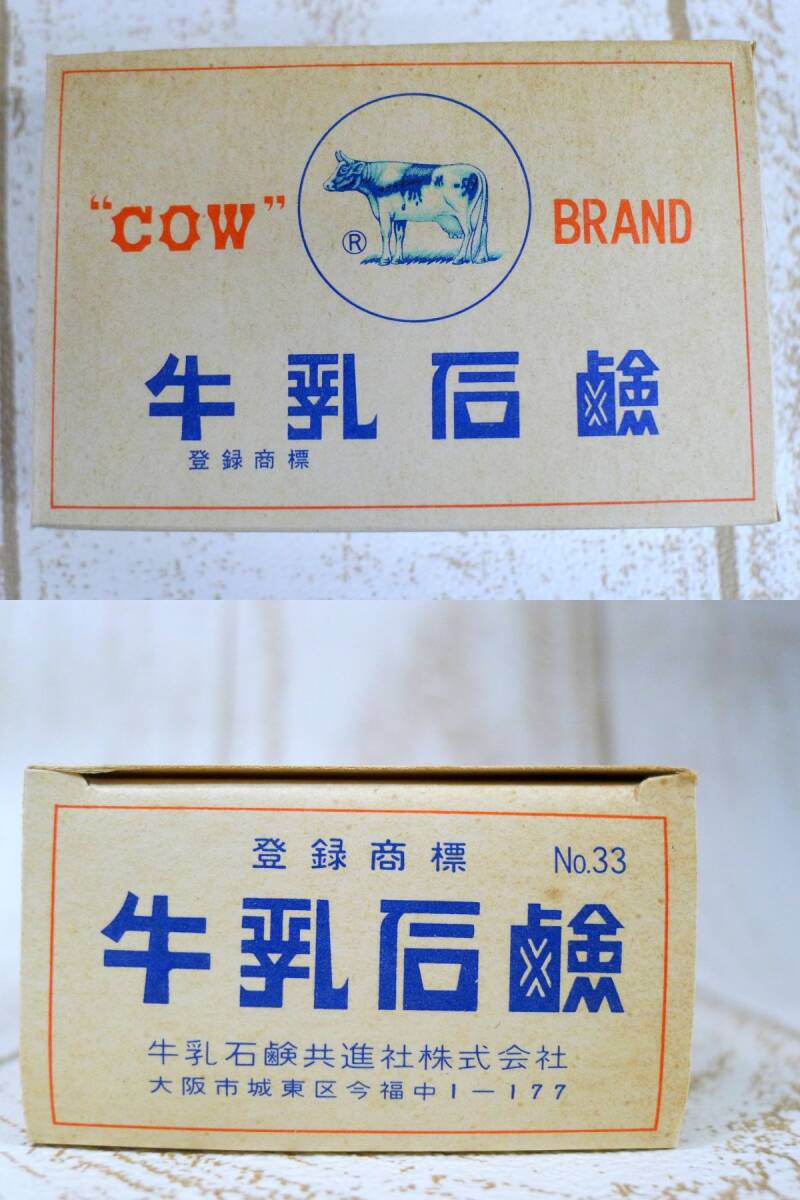 "COW" ® BRAND
牛乳石鹸
登録商標
登録商標 No.33
牛乳石鹸
牛乳石鹸共進社株式会社
大阪市城東区今福中1−177